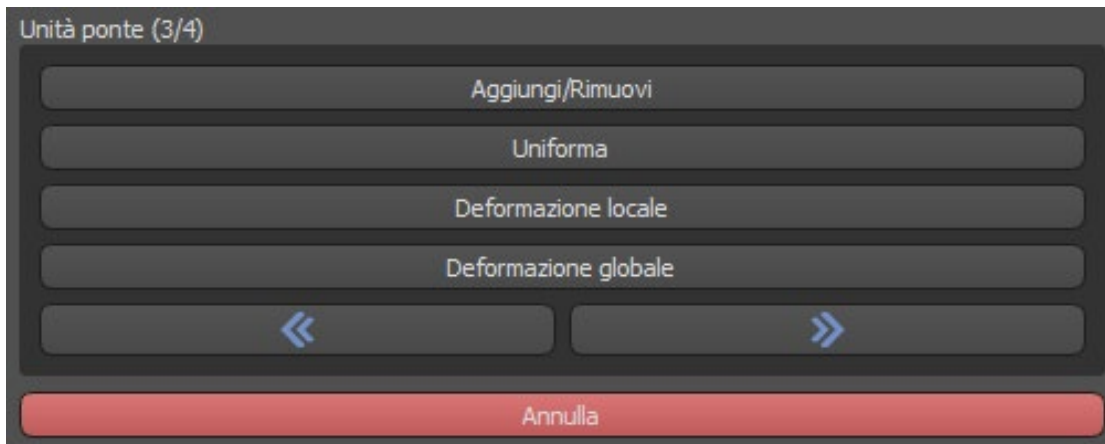 Unità ponte (3/4)
Aggiungi/Rimuovi
Uniforma
Deformazione locale
Deformazione globale
Annulla